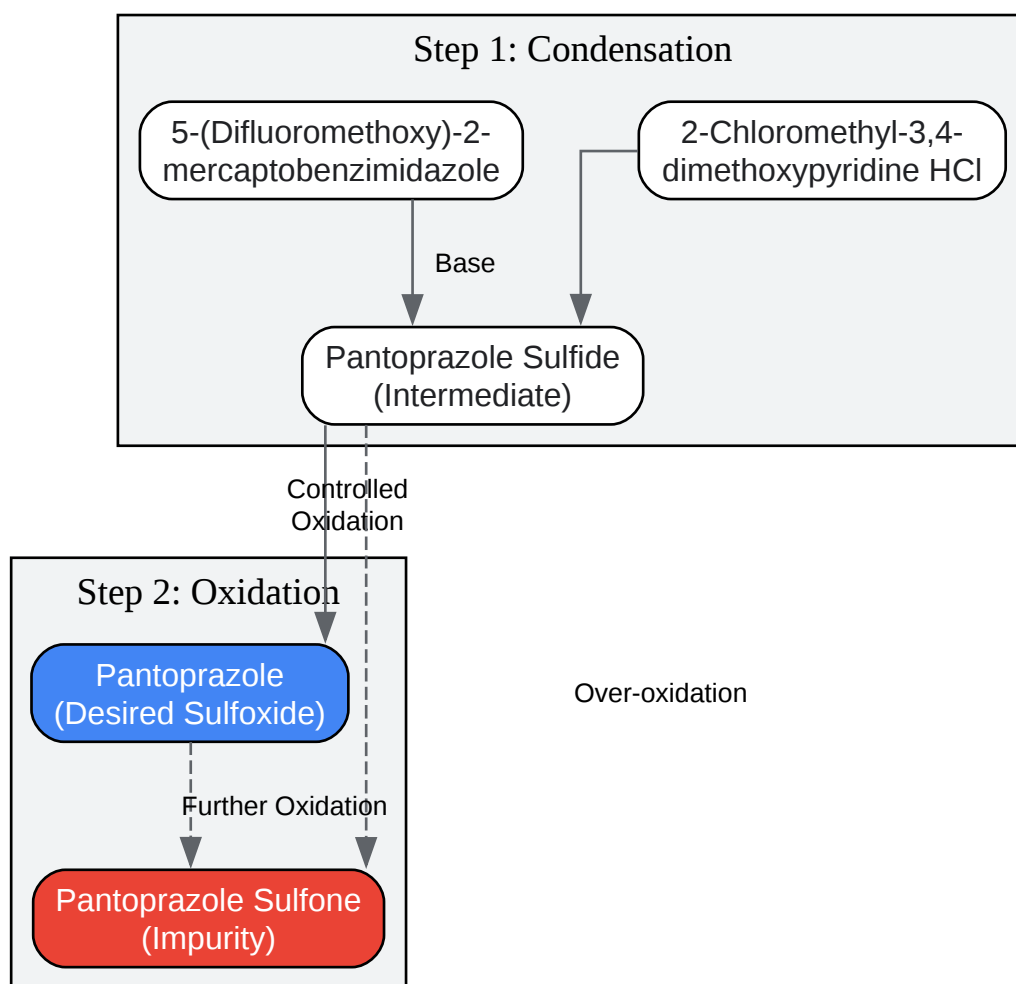 Step 1: Condensation
5-(Difluoromethoxy)-2-
mercaptobenzimidazole
2-Chloromethyl-3,4-
dimethoxypyridine HCl
Base
Pantoprazole Sulfide
(Intermediate)
Controlled
Oxidation
Step 2: Oxidation
Pantoprazole
(Desired Sulfoxide)
Over-oxidation
Further Oxidation
Pantoprazole Sulfone
(Impurity)